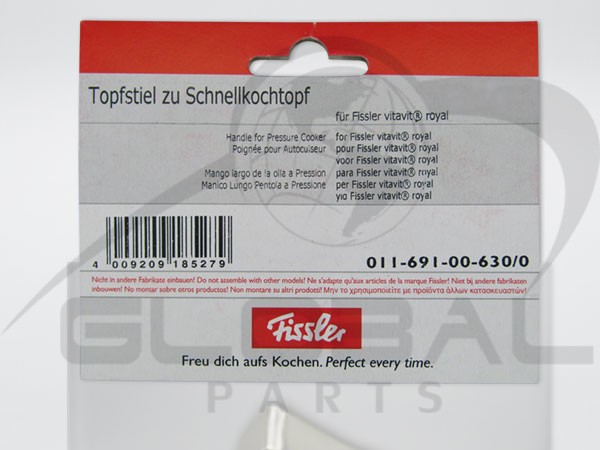 Topfstiel zu Schnellkochtopf
für Fissler vitavit® royal
Handle for Pressure Cooker for Fissler vitavit® royal
Poignée pour Autocuiseur pour Fissler vitavit® royal
voor Fissler vitavit® royal
Mango largo de la olla a Pression para Fissler vitavit® royal
Manico Lungo Pentola a Pressione per Fissler vitavit® royal
για Fissler vitavit® royal
4 009209 185279
011-691-00-630/0
Nicht in andere Fabrikate einbauen! Do not assemble with other models! Ne s'adapte qu'aux articles de la marque Fissler! Niet bij andere fabrikaten
inbouwen! No montar sobre otros productos! Non montare su altri prodotti! Μην το χρησιμοποιείτε με προϊόντα άλλων κατασκευαστών!
Fissler
Freu dich aufs Kochen. Perfect every time.
GLOBAL
PARTS